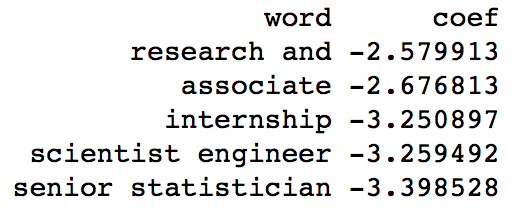 word coef
research and -2.579913
associate -2.676813
internship -3.250897
scientist engineer -3.259492
senior statistician -3.398528